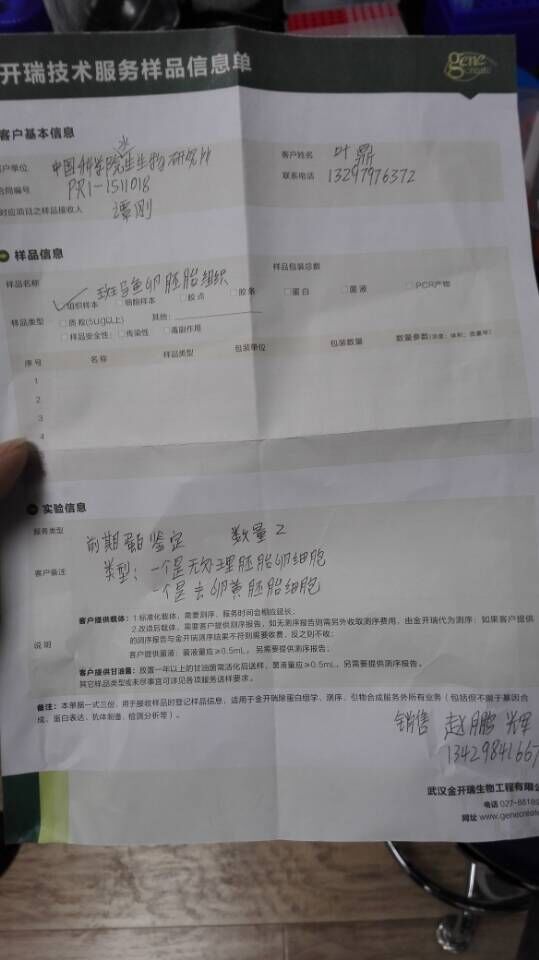 开瑞技术服务样品信息单
gene
create
客户基本信息
户单位 中国科学院水生生物研究所
客户姓名 叶鼎
合同编号 PR1-1511018
联系电话 13297976372
对应项目之样品接收人 谭刚
样品信息
样品名称 斑马鱼卵胚胎组织
样品包装总数
样品类型 √组织样本 □ □胶点 □胶条 □蛋白 □菌液 □PCR产物
□质粒(5UG以上) 其他:
□样品安全性: □传染性 □毒副作用
序号 名称 样品类型 包装单位 包装数量 数量参数(浓度;体积;质量等)
1
2
3
4
实验信息
服务类型
前期蛋白鉴定 数量2
客户备注 类型:一个是无处理胚胎卵细胞
一个是去卵黄胚胎细胞
客户提供载体:1.标准化载体,需要测序,服务时间会相应延长。
2.改造后载体,需要客户提供测序报告,如无测序报告则需另外收取测序费用,由金开瑞代为测序;如果客户提供
说明 的测序报告与金开瑞测序结果不符则需要收费,反之则不收;
客户提供菌液:菌液量应≥0.5mL,另需要提供测序报告;
客户提供甘油菌:放置一年以上的甘油菌需活化后送样,菌液量应≥0.5mL,另需要提供测序报告。
其它样品类型或未尽事宜可详见各项服务送样要求。
备注:本单据一式三份,用于接收样品时登记样品信息,适用于金开瑞除蛋白组学、测序、引物合成服务外所有业务(包括但不限于基因合
成、蛋白表达、抗体制备、检测分析等)。
销售 赵鹏辉
13429841667
武汉金开瑞生物工程有限
电话 027-8818
网址 www.genecreate